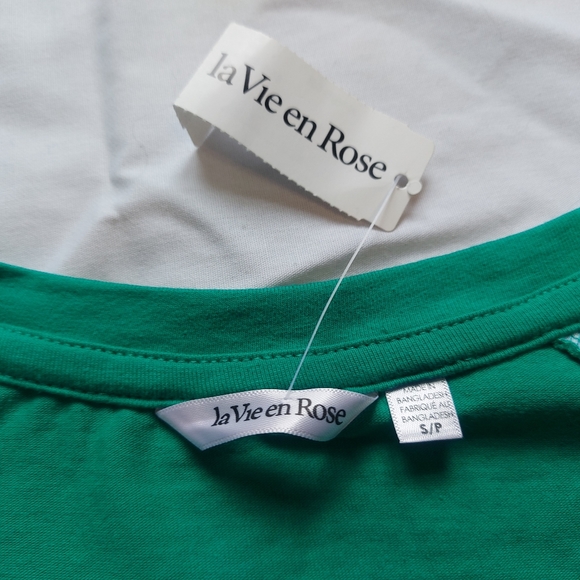 la Vie en Rose
la Vie en Rose
MADE IN
BANGLADESH
FABRIQUÉ AU
BANGLADESH
S/P